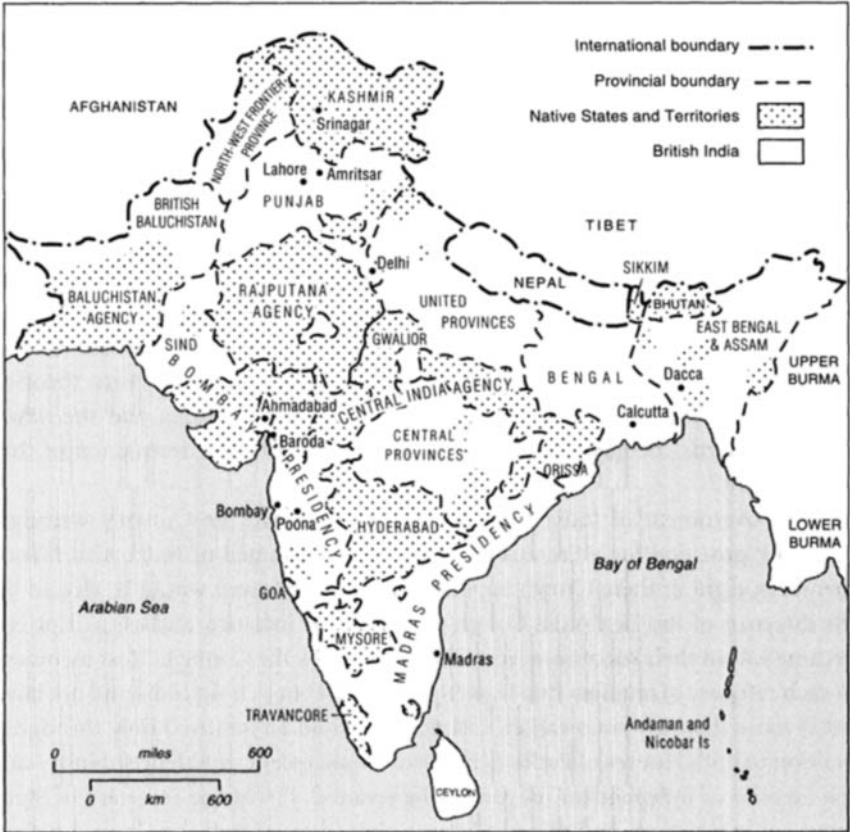 International boundary
Provincial boundary
Native States and Territories
British India
AFGHANISTAN
NORTH-WEST FRONTIER
PROVINCE
KASHMIR
Srinagar
Lahore
Amritsar
PUNJAB
BRITISH
BALUCHISTAN
TIBET
Delhi
SIKKIM
NEPAL
BHUTAN
BALUCHISTAN
AGENCY
RAJPUTANA
AGENCY
UNITED
PROVINCES
EAST BENGAL
& ASSAM
SIND
GWALIOR
UPPER
BURMA
BOMBAY PRESIDENCY
BENGAL
Dacca
CENTRAL INDIA AGENCY
Ahmadabad
Calcutta
Baroda
CENTRAL
PROVINCES
ORISSA
Bombay
Poona
HYDERABAD
LOWER
BURMA
MADRAS PRESIDENCY
Bay of Bengal
GOA
Arabian Sea
MYSORE
Madras
TRAVANCORE
Andaman and
Nicobar Is
0 miles 600
0 km 600
CEYLON